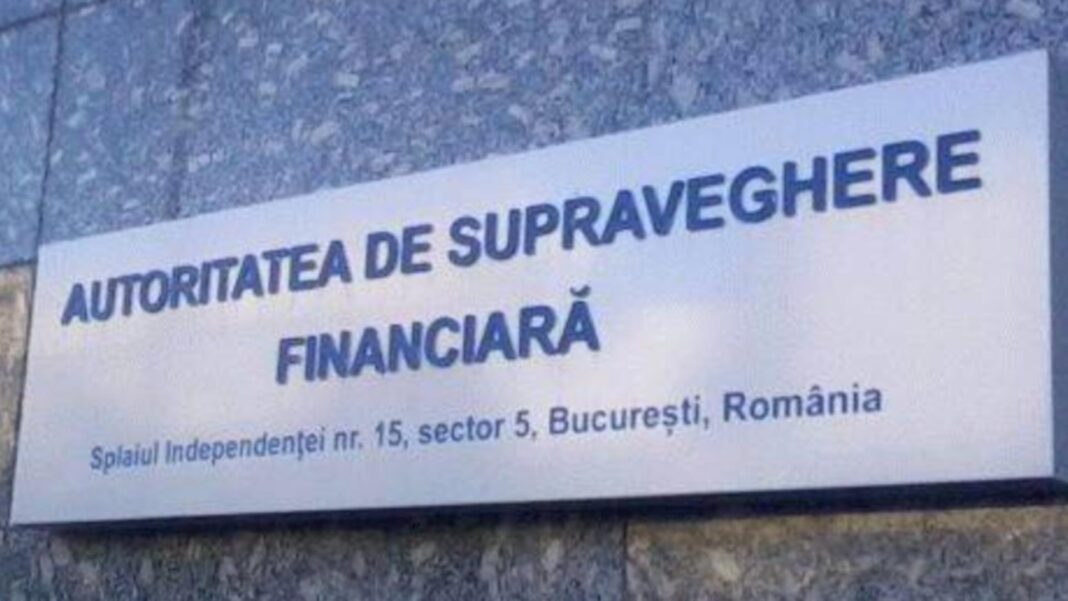 AUTORITATEA DE SUPRAVEGHERE
FINANCIARĂ
Splaiul Independenţei nr. 15, sector 5, Bucureşti, România